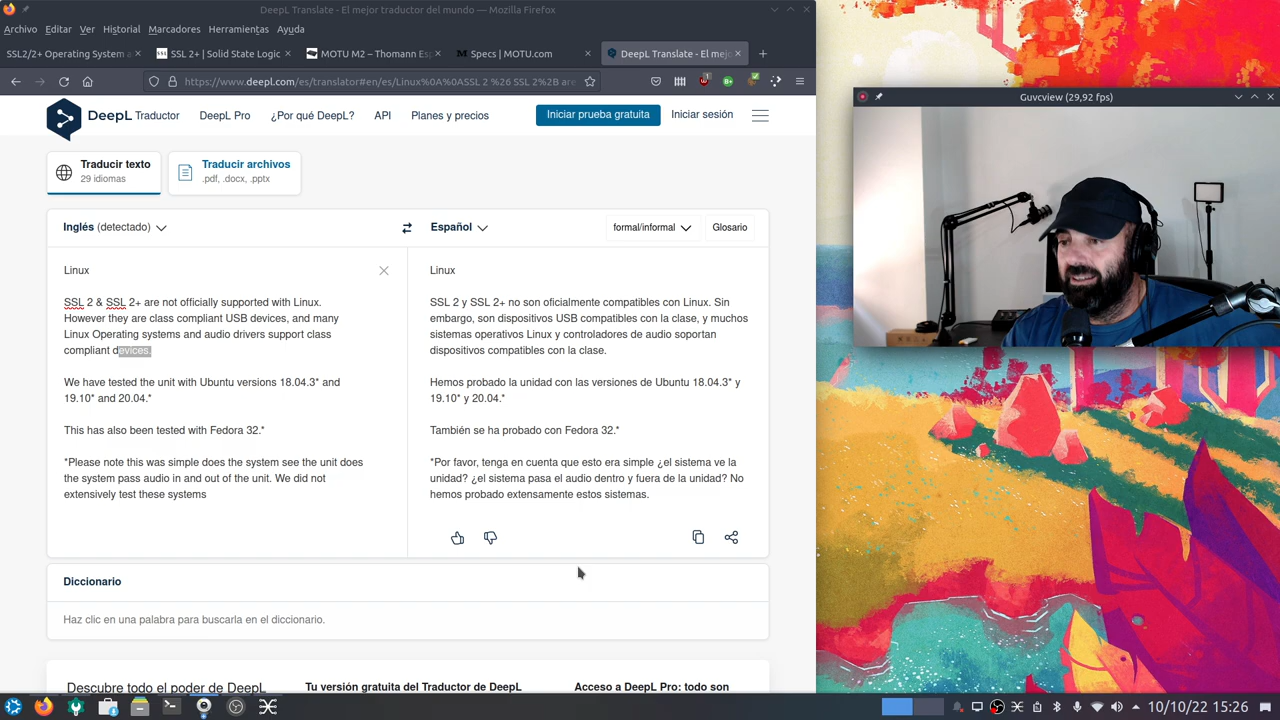 DeepL Translate - El mejor traductor del mundo — Mozilla Firefox
Archivo Editar Ver Historial Marcadores Herramientas Ayuda
SSL2/2+ Operating System a
SSL 2+ | Solid State Logic
MOTU M2 – Thomann Esp
Specs | MOTU.com
DeepL Translate - El mejo
https://www.deepl.com/es/translator#en/es/Linux%0A%0ASSL 2 %26 SSL 2%2B are
DeepL Traductor
DeepL Pro
¿Por qué DeepL?
API
Planes y precios
Iniciar prueba gratuita
Iniciar sesión
Traducir texto
29 idiomas
Traducir archivos
.pdf, .docx, .pptx
Inglés (detectado)
Español
formal/informal
Glosario
Linux
SSL 2 & SSL 2+ are not officially supported with Linux.
However they are class compliant USB devices, and many
Linux Operating systems and audio drivers support class
compliant devices.
We have tested the unit with Ubuntu versions 18.04.3* and
19.10* and 20.04.*
This has also been tested with Fedora 32.*
*Please note this was simple does the system see the unit does
the system pass audio in and out of the unit. We did not
extensively test these systems
Linux
SSL 2 y SSL 2+ no son oficialmente compatibles con Linux. Sin
embargo, son dispositivos USB compatibles con la clase, y muchos
sistemas operativos Linux y controladores de audio soportan
dispositivos compatibles con la clase.
Hemos probado la unidad con las versiones de Ubuntu 18.04.3* y
19.10* y 20.04.*
También se ha probado con Fedora 32.*
*Por favor, tenga en cuenta que esto era simple ¿el sistema ve la
unidad? ¿el sistema pasa el audio dentro y fuera de la unidad? No
hemos probado extensamente estos sistemas.
Diccionario
Haz clic en una palabra para buscarla en el diccionario.
Descubre todo el poder de DeepL
Tu versión gratuita del Traductor de DeepL
Acceso a DeepL Pro: todo son
Guvcview (29,92 fps)
10/10/22 15:26